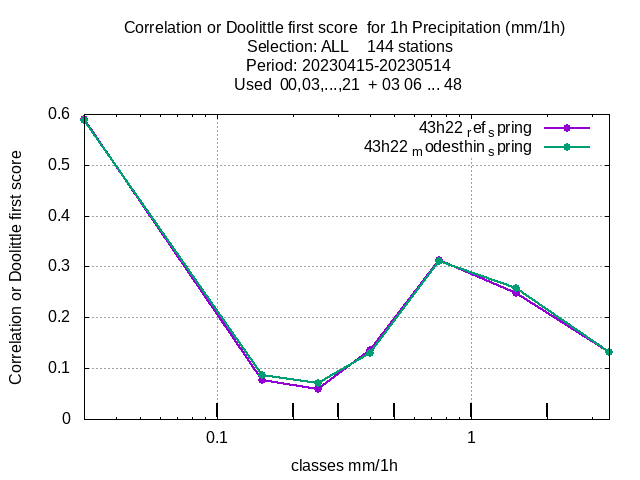 Correlation or Doolittle first score  for 1h Precipitation (mm/1h)
Selection: ALL    144 stations
Period: 20230415-20230514
Used  00,03,...,21  + 03 06 ... 48
43h22 ref spring
43h22 modesthin spring
Correlation or Doolittle first score
0.6
0.5
0.4
0.3
0.2
0.1
0
0.1
1
classes mm/1h